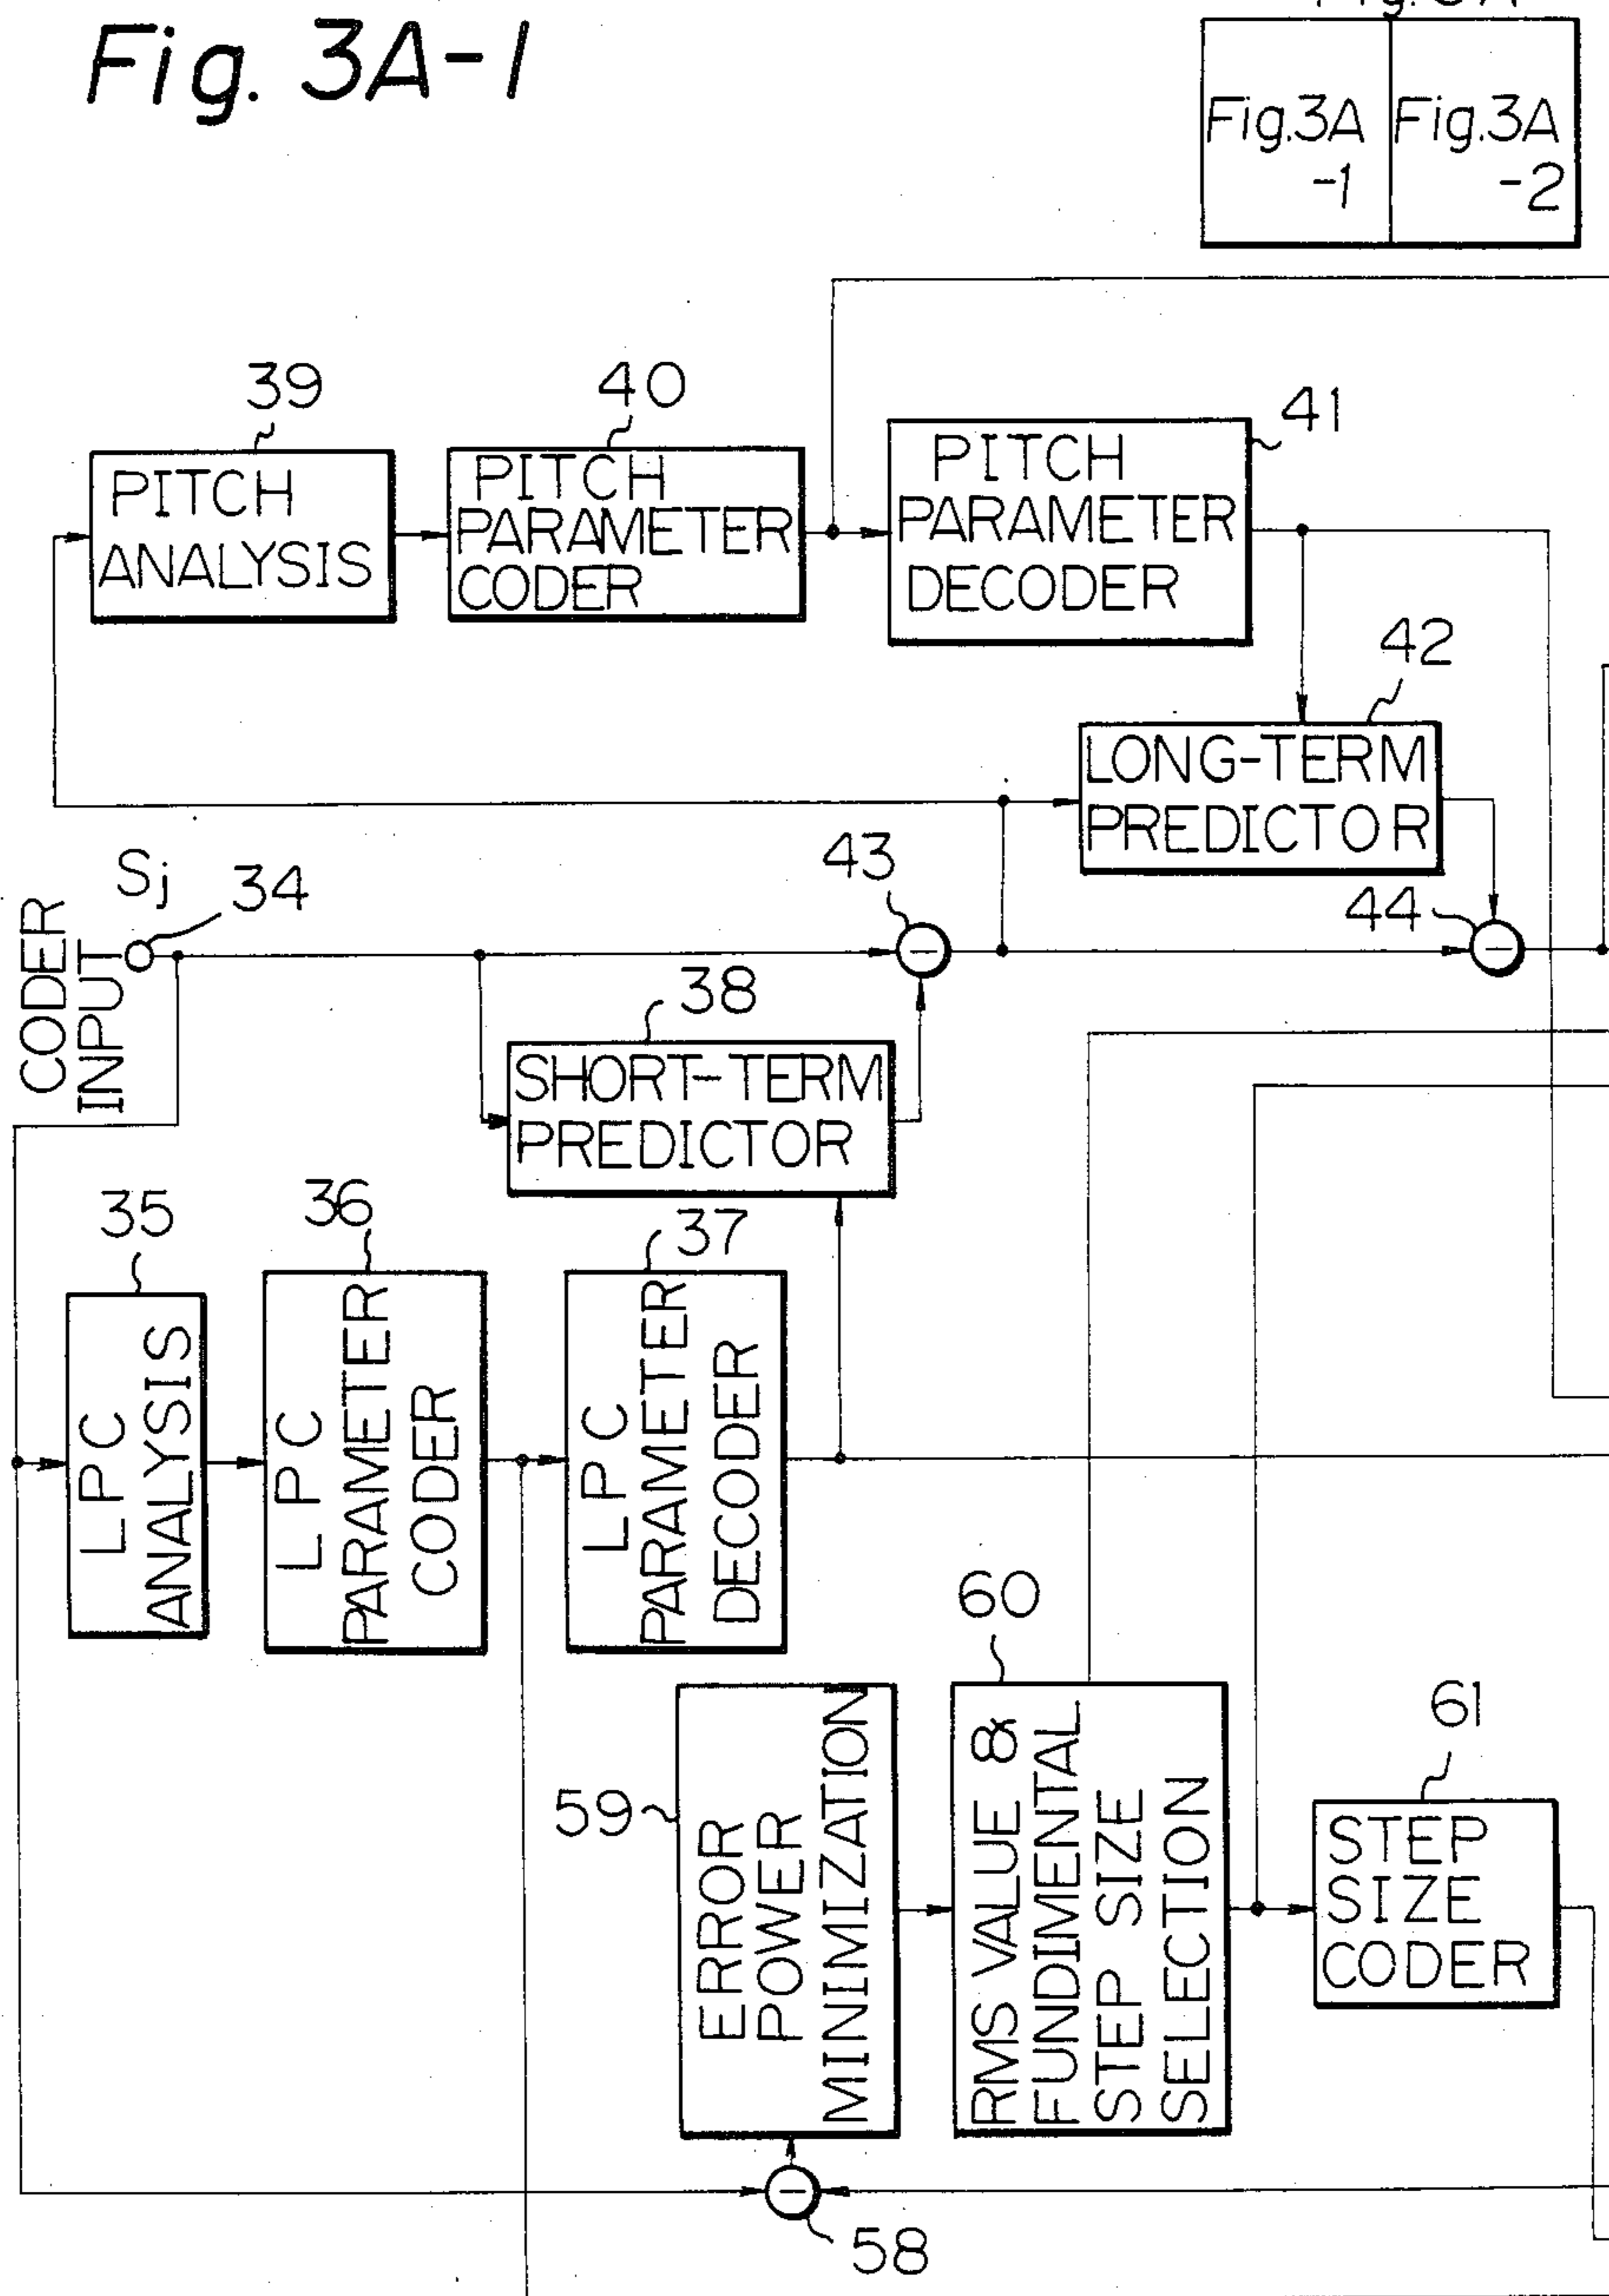 Fig. 3A-1
Fig. 3A
Fig.3A
-1
Fig.3A
-2
39
PITCH
ANALYSIS
40
PITCH
PARAMETER
CODER
41
PITCH
PARAMETER
DECODER
42
LONG-TERM
PREDICTOR
CODER
INPUT
Sj
34
43
44
38
SHORT-TERM
PREDICTOR
35
LPC
ANALYSIS
36
LPC
PARAMETER
CODER
37
LPC
PARAMETER
DECODER
59
ERROR
POWER
MINIMIZATION
60
RMS VALUE &
FUNDIMENTAL
STEP SIZE
SELECTION
61
STEP
SIZE
CODER
58